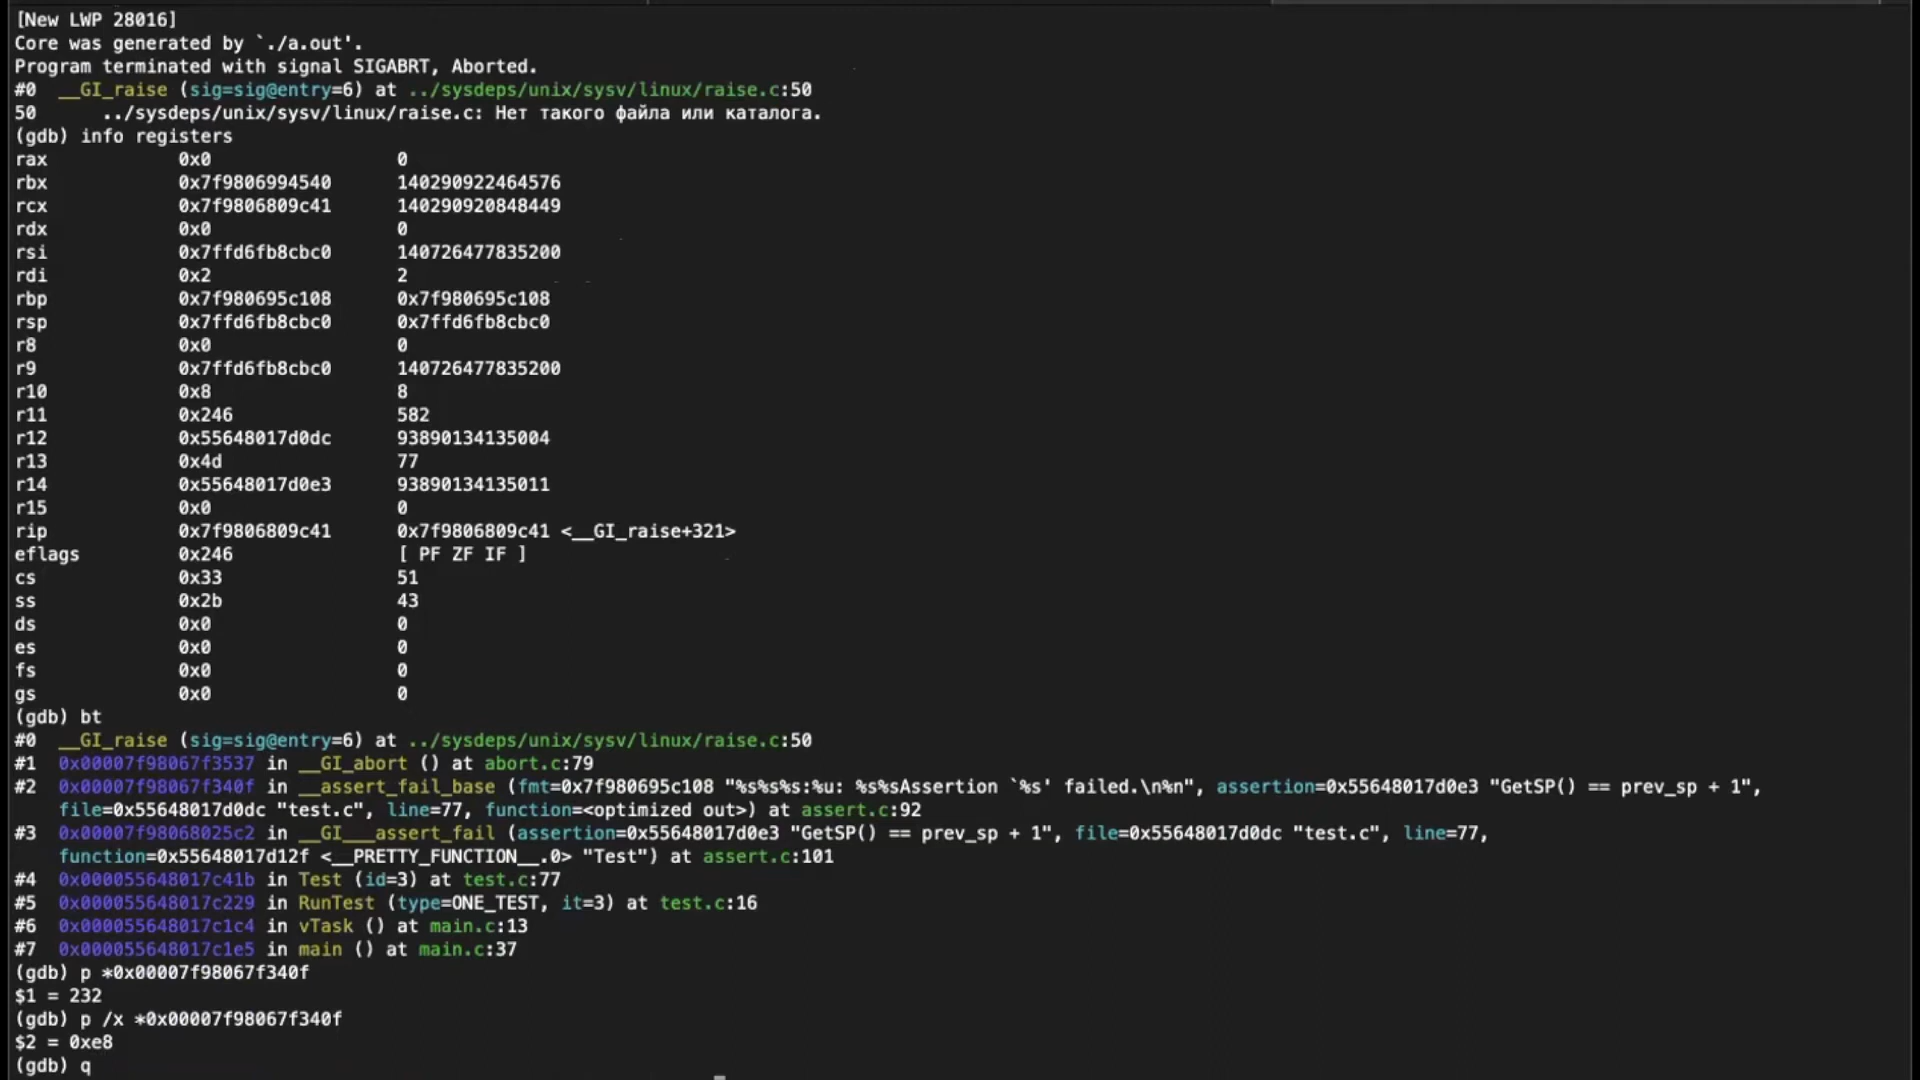 [New LWP 28016]
Core was generated by `./a.out'.
Program terminated with signal SIGABRT, Aborted.
#0  __GI_raise (sig=sig@entry=6) at ../sysdeps/unix/sysv/linux/raise.c:50
50      ../sysdeps/unix/sysv/linux/raise.c: Нет такого файла или каталога.
(gdb) info registers
rax            0x0                 0
rbx            0x7f9806994540      140290922464576
rcx            0x7f9806809c41      140290920848449
rdx            0x0                 0
rsi            0x7ffd6fb8cbc0      140726477835200
rdi            0x2                 2
rbp            0x7f980695c108      0x7f980695c108
rsp            0x7ffd6fb8cbc0      0x7ffd6fb8cbc0
r8             0x0                 0
r9             0x7ffd6fb8cbc0      140726477835200
r10            0x8                 8
r11            0x246               582
r12            0x55648017d0dc      93890134135004
r13            0x4d                77
r14            0x55648017d0e3      93890134135011
r15            0x0                 0
rip            0x7f9806809c41      0x7f9806809c41 <__GI_raise+321>
eflags         0x246               [ PF ZF IF ]
cs             0x33                51
ss             0x2b                43
ds             0x0                 0
es             0x0                 0
fs             0x0                 0
gs             0x0                 0
(gdb) bt
#0  __GI_raise (sig=sig@entry=6) at ../sysdeps/unix/sysv/linux/raise.c:50
#1  0x00007f98067f3537 in __GI_abort () at abort.c:79
#2  0x00007f98067f340f in __assert_fail_base (fmt=0x7f980695c108 "%s%s%s:%u: %s%sAssertion `%s' failed.\n%n", assertion=0x55648017d0e3 "GetSP() == prev_sp + 1",
    file=0x55648017d0dc "test.c", line=77, function=<optimized out>) at assert.c:92
#3  0x00007f98068025c2 in __GI___assert_fail (assertion=0x55648017d0e3 "GetSP() == prev_sp + 1", file=0x55648017d0dc "test.c", line=77,
    function=0x55648017d12f <__PRETTY_FUNCTION__.0> "Test") at assert.c:101
#4  0x000055648017c41b in Test (id=3) at test.c:77
#5  0x000055648017c229 in RunTest (type=ONE_TEST, it=3) at test.c:16
#6  0x000055648017c1c4 in vTask () at main.c:13
#7  0x000055648017c1e5 in main () at main.c:37
(gdb) p *0x00007f98067f340f
$1 = 232
(gdb) p /x *0x00007f98067f340f
$2 = 0xe8
(gdb) q